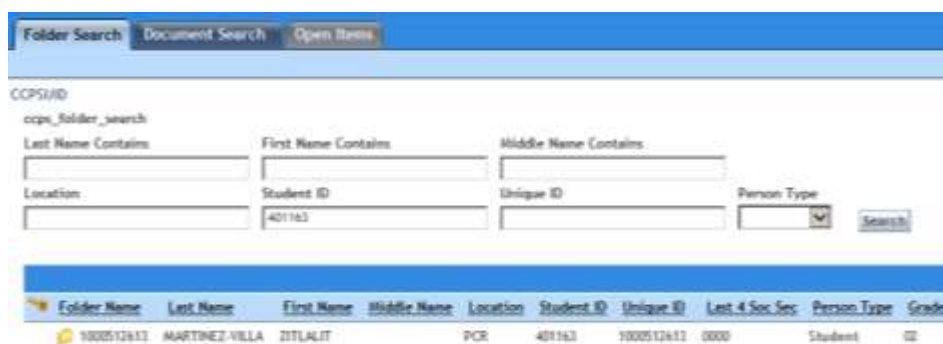 Folder Search Document Search Open Items
CCPSUID
ccps_folder_search
Last Name Contains First Name Contains Middle Name Contains
Location Student ID Unique ID Person Type
401163 Search
Folder Name Last Name First Name Middle Name Location Student ID Unique ID Last 4 Soc Sec Person Type Grade
1000512613 MARTINEZ-VILLA ZITLALIT PCR 401163 1000512613 0000 Student 02